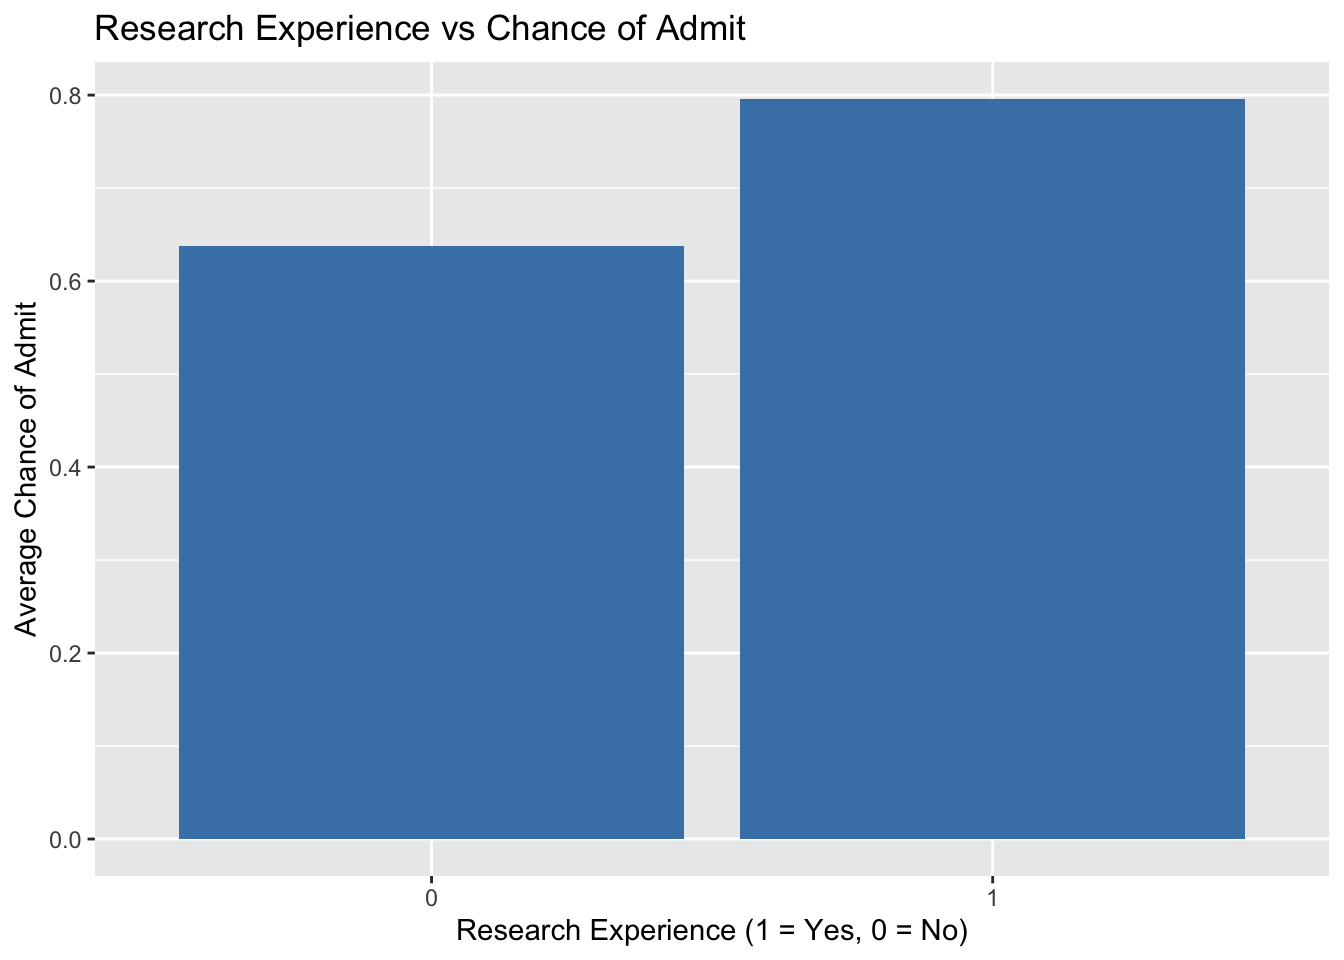 Research Experience vs Chance of Admit
Average Chance of Admit
0.8
0.6
0.4
0.2
0.0
0
1
Research Experience (1 = Yes, 0 = No)